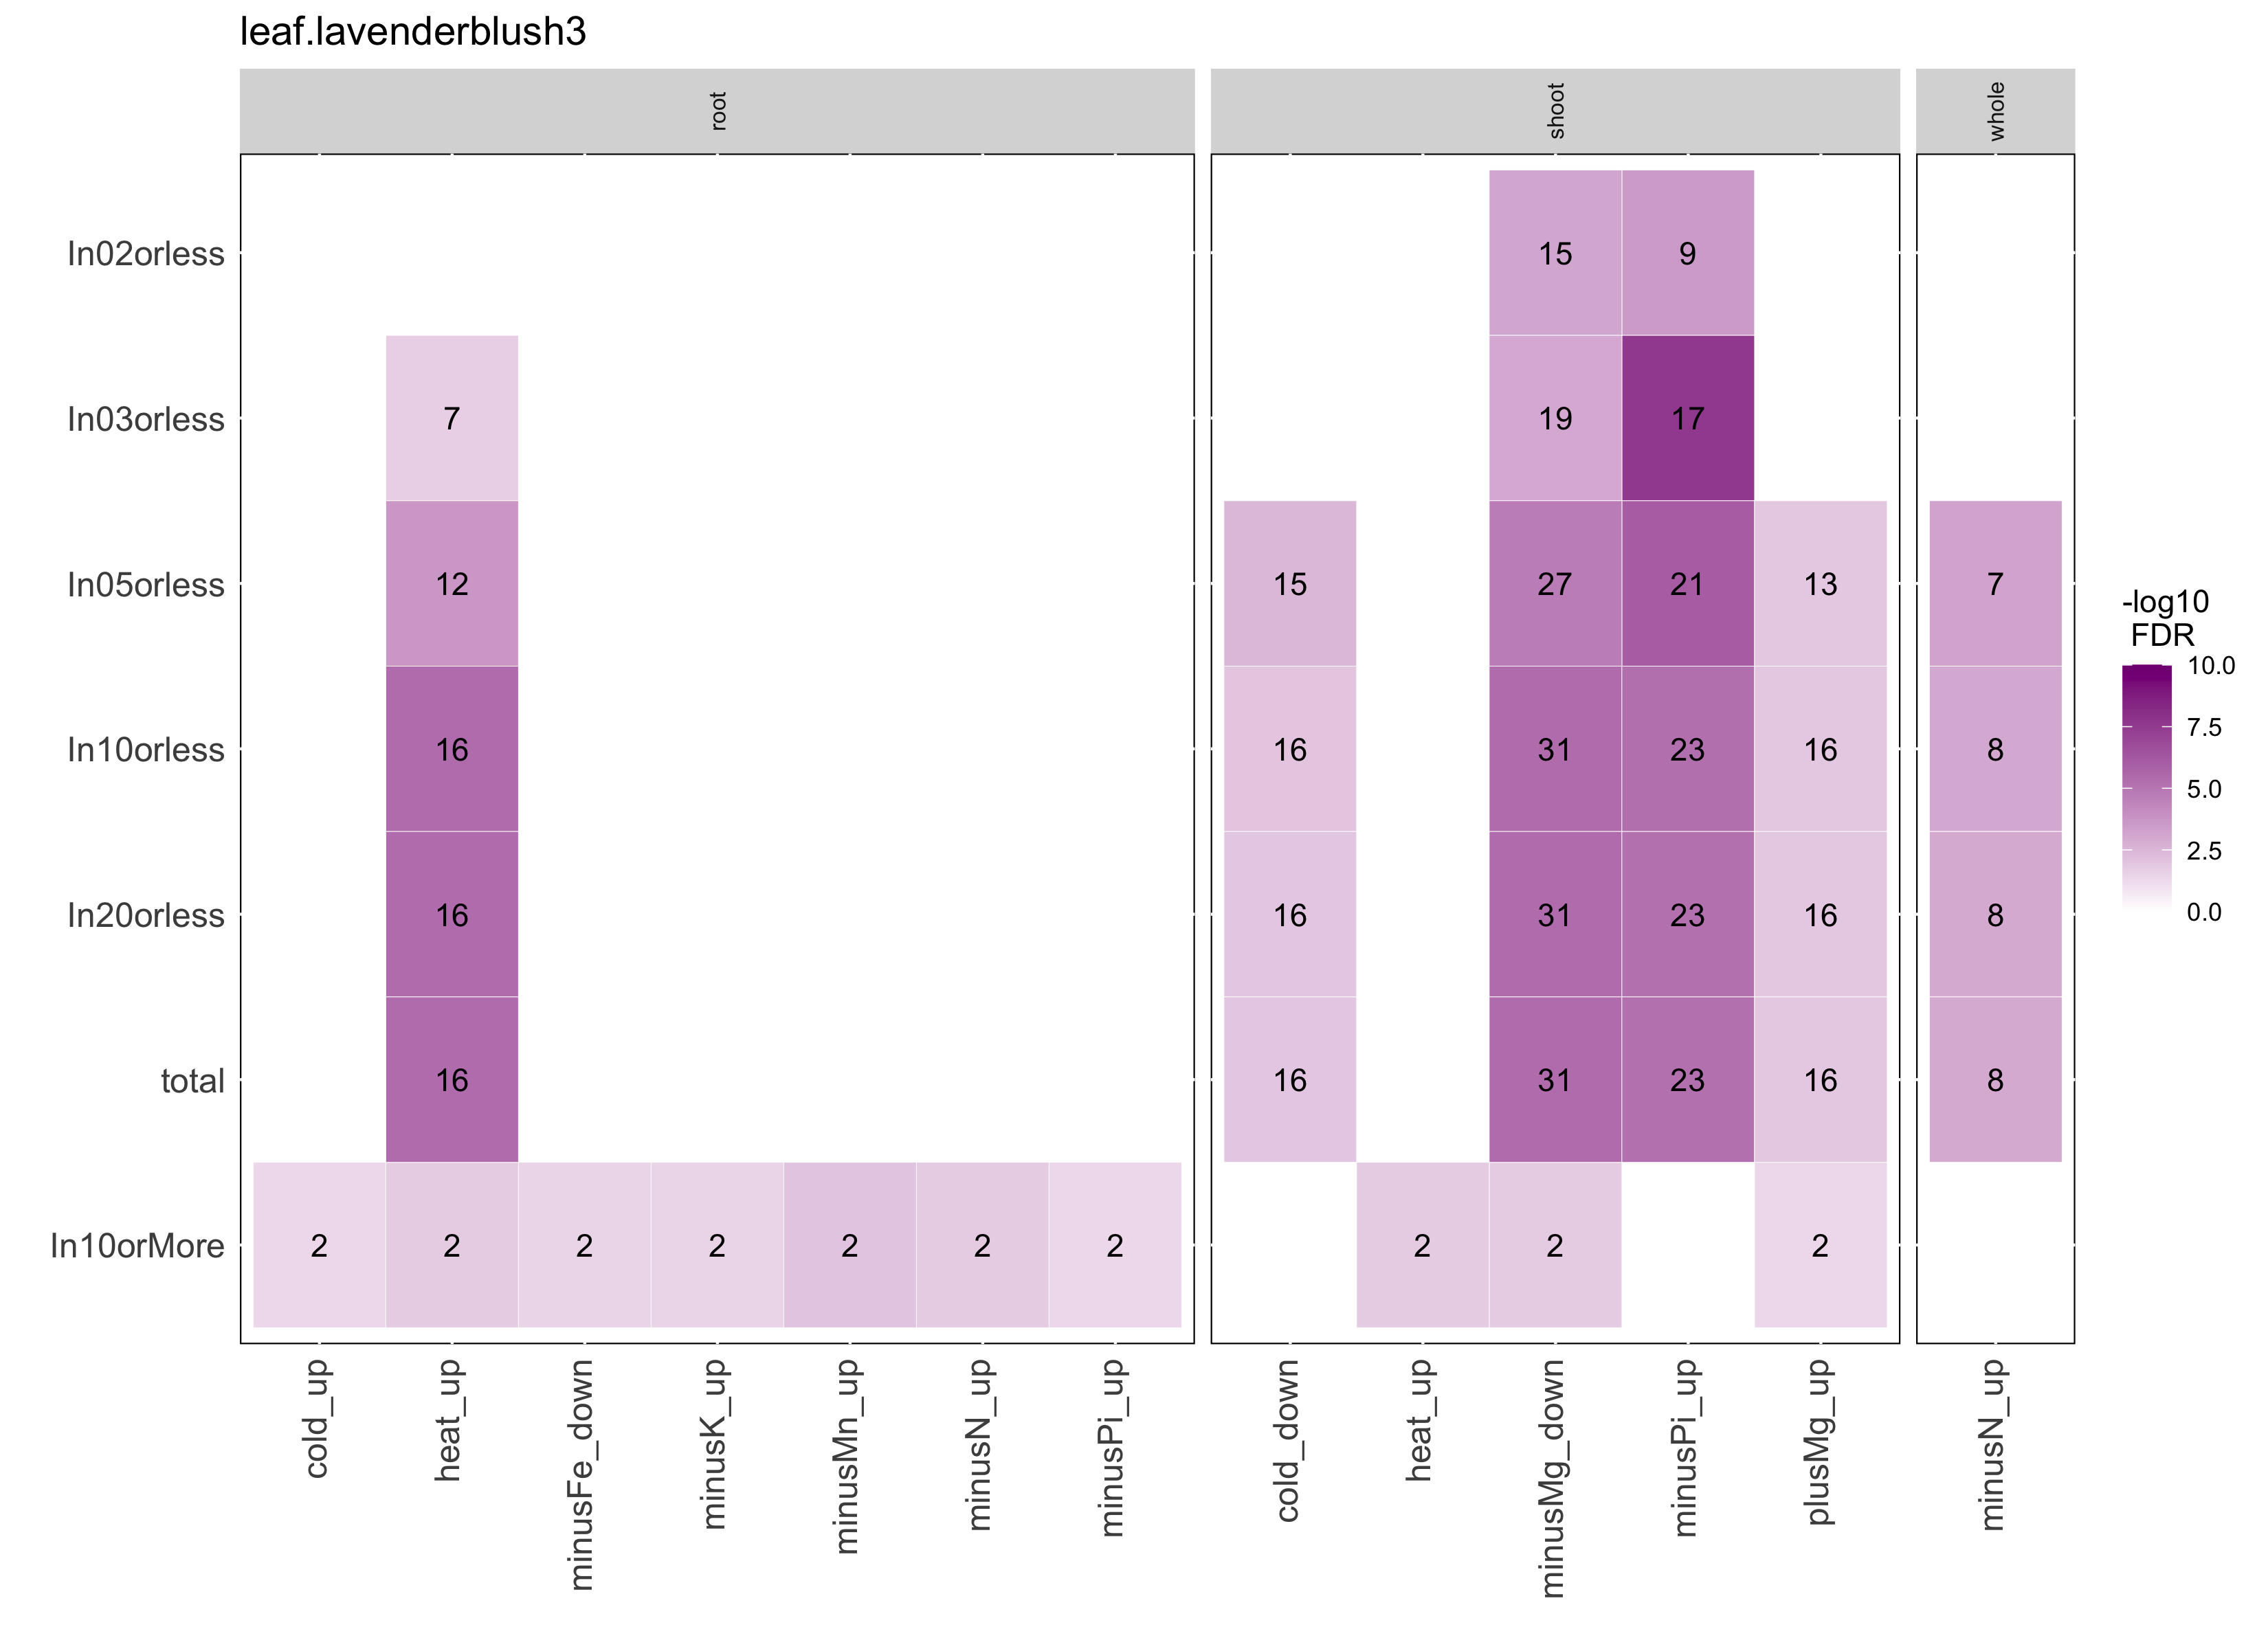 leaf.lavenderblush3
root shoot whole
In02orless 15 9
In03orless 7 19 17
In05orless 12 15 27 21 13 7
In10orless 16 16 31 23 16 8
In20orless 16 16 31 23 16 8
total 16 16 31 23 16 8
In10orMore 2 2 2 2 2 2 2 2 2 2
cold_up heat_up minusFe_down minusK_up minusMn_up minusN_up minusPi_up cold_down heat_up minusMg_down minusPi_up plusMg_up minusN_up
-log10
FDR
10.0
7.5
5.0
2.5
0.0